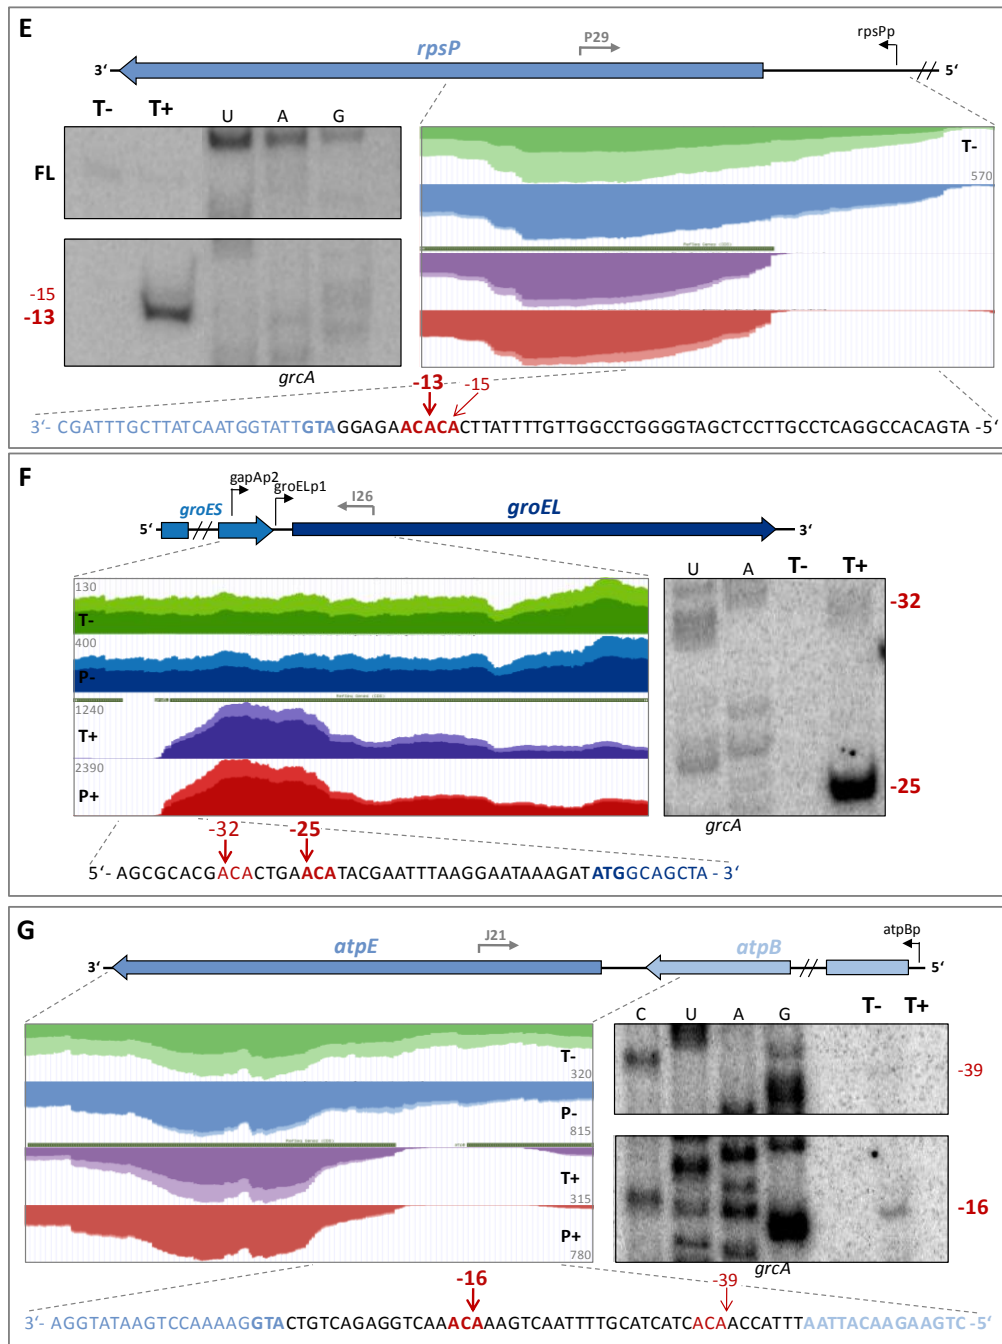 E
rpsP
P29
rpsPp
3‘
5‘
T-
T+
U
A
G
FL
-15
-13
grcA
T-
570
-13
-15
3‘- CGATTTGCTTATCAATGGTATTGTAGGAGAACACACTTATTTTGTTGGCCTGGGGTAGCTCCTTGCCTCAGGCCACAGTA -5‘
F
gapAp2
groELp1
I26
groES
groEL
5‘
3‘
130
T-
400
P-
1240
T+
2390
P+
U
A
T-
T+
-32
-25
grcA
-32
-25
5‘- AGCGCACGACACTGAACATACGAATTTAAGGAATAAAGATATGGCAGCTA- 3‘
G
atpE
J21
atpB
atpBp
3‘
5‘
T-
320
P-
815
T+
315
P+
780
C
U
A
G
T-
T+
-39
-16
grcA
-16
-39
3‘- AGGTATAAGTCCAAAAGGTACTGTCAGAGGTCAAACAAAGTCAATTTTGCATCATCACAACCATTTAATTACAAGAAGTC-5‘